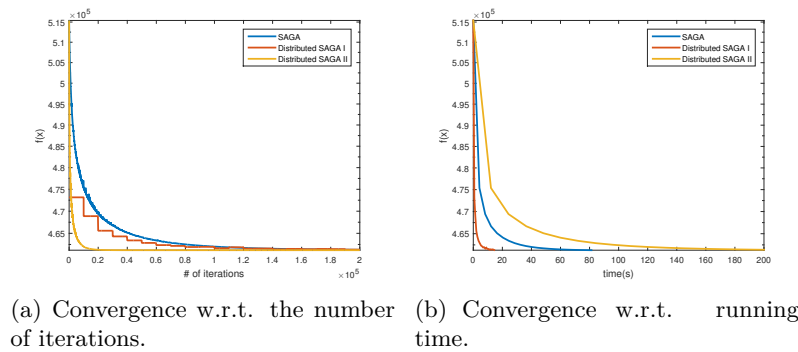 ×10^5
5.15
5.1
5.05
5
4.95
4.9
4.85
4.8
4.75
4.7
4.65
f(x)
SAGA
Distributed SAGA I
Distributed SAGA II
0 0.2 0.4 0.6 0.8 1 1.2 1.4 1.6 1.8 2
# of iterations
×10^5
×10^5
5.15
5.1
5.05
5
4.95
4.9
4.85
4.8
4.75
4.7
4.65
f(x)
SAGA
Distributed SAGA I
Distributed SAGA II
0 20 40 60 80 100 120 140 160 180 200
time(s)
(a) Convergence w.r.t. the number
of iterations.
(b) Convergence w.r.t. running
time.